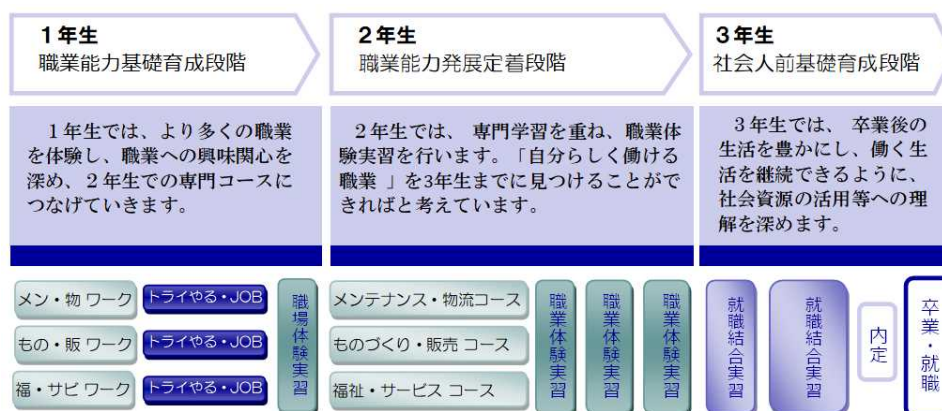 1年生
職業能力基礎育成段階
2年生
職業能力発展定着段階
3年生
社会人前基礎育成段階
1年生では、より多くの職業
を体験し、職業への興味関心を
深め、2年生での専門コースに
つなげていきます。
2年生では、 専門学習を重ね、職業体
験実習を行います。「自分らしく働ける
職業 」を3年生までに見つけることがで
きればと考えています。
3年生では、 卒業後の
生活を豊かにし、働く生
活を継続できるように、
社会資源の活用等への理
解を深めます。
メン・物 ワーク
トライやる・JOB
もの・販 ワーク
トライやる・JOB
福・サビ ワーク
トライやる・JOB
職場体験実習
メンテナンス・物流コース
ものづくり・販売 コース
福祉・サービス コース
職業体験実習
職業体験実習
職業体験実習
就職結合実習
就職結合実習
内定
卒業・就職